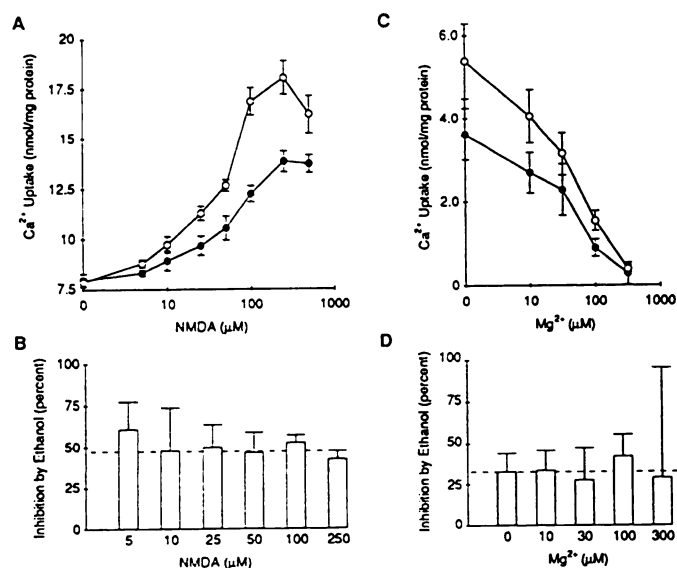 A
Ca2+ Uptake (nmol/mg protein)
20
17.5
15
12.5
10
7.5
0 10 100 1000
NMDA (μM)
B
Inhibition by Ethanol (percent)
100
75
50
25
0
5 10 25 50 100 250
NMDA (μM)
C
Ca2+ Uptake (nmol/mg protein)
6.0
4.0
2.0
0
0 10 100 1000
Mg2+ (μM)
D
Inhibition by Ethanol (percent)
100
75
50
25
0
0 10 30 100 300
Mg2+ (μM)